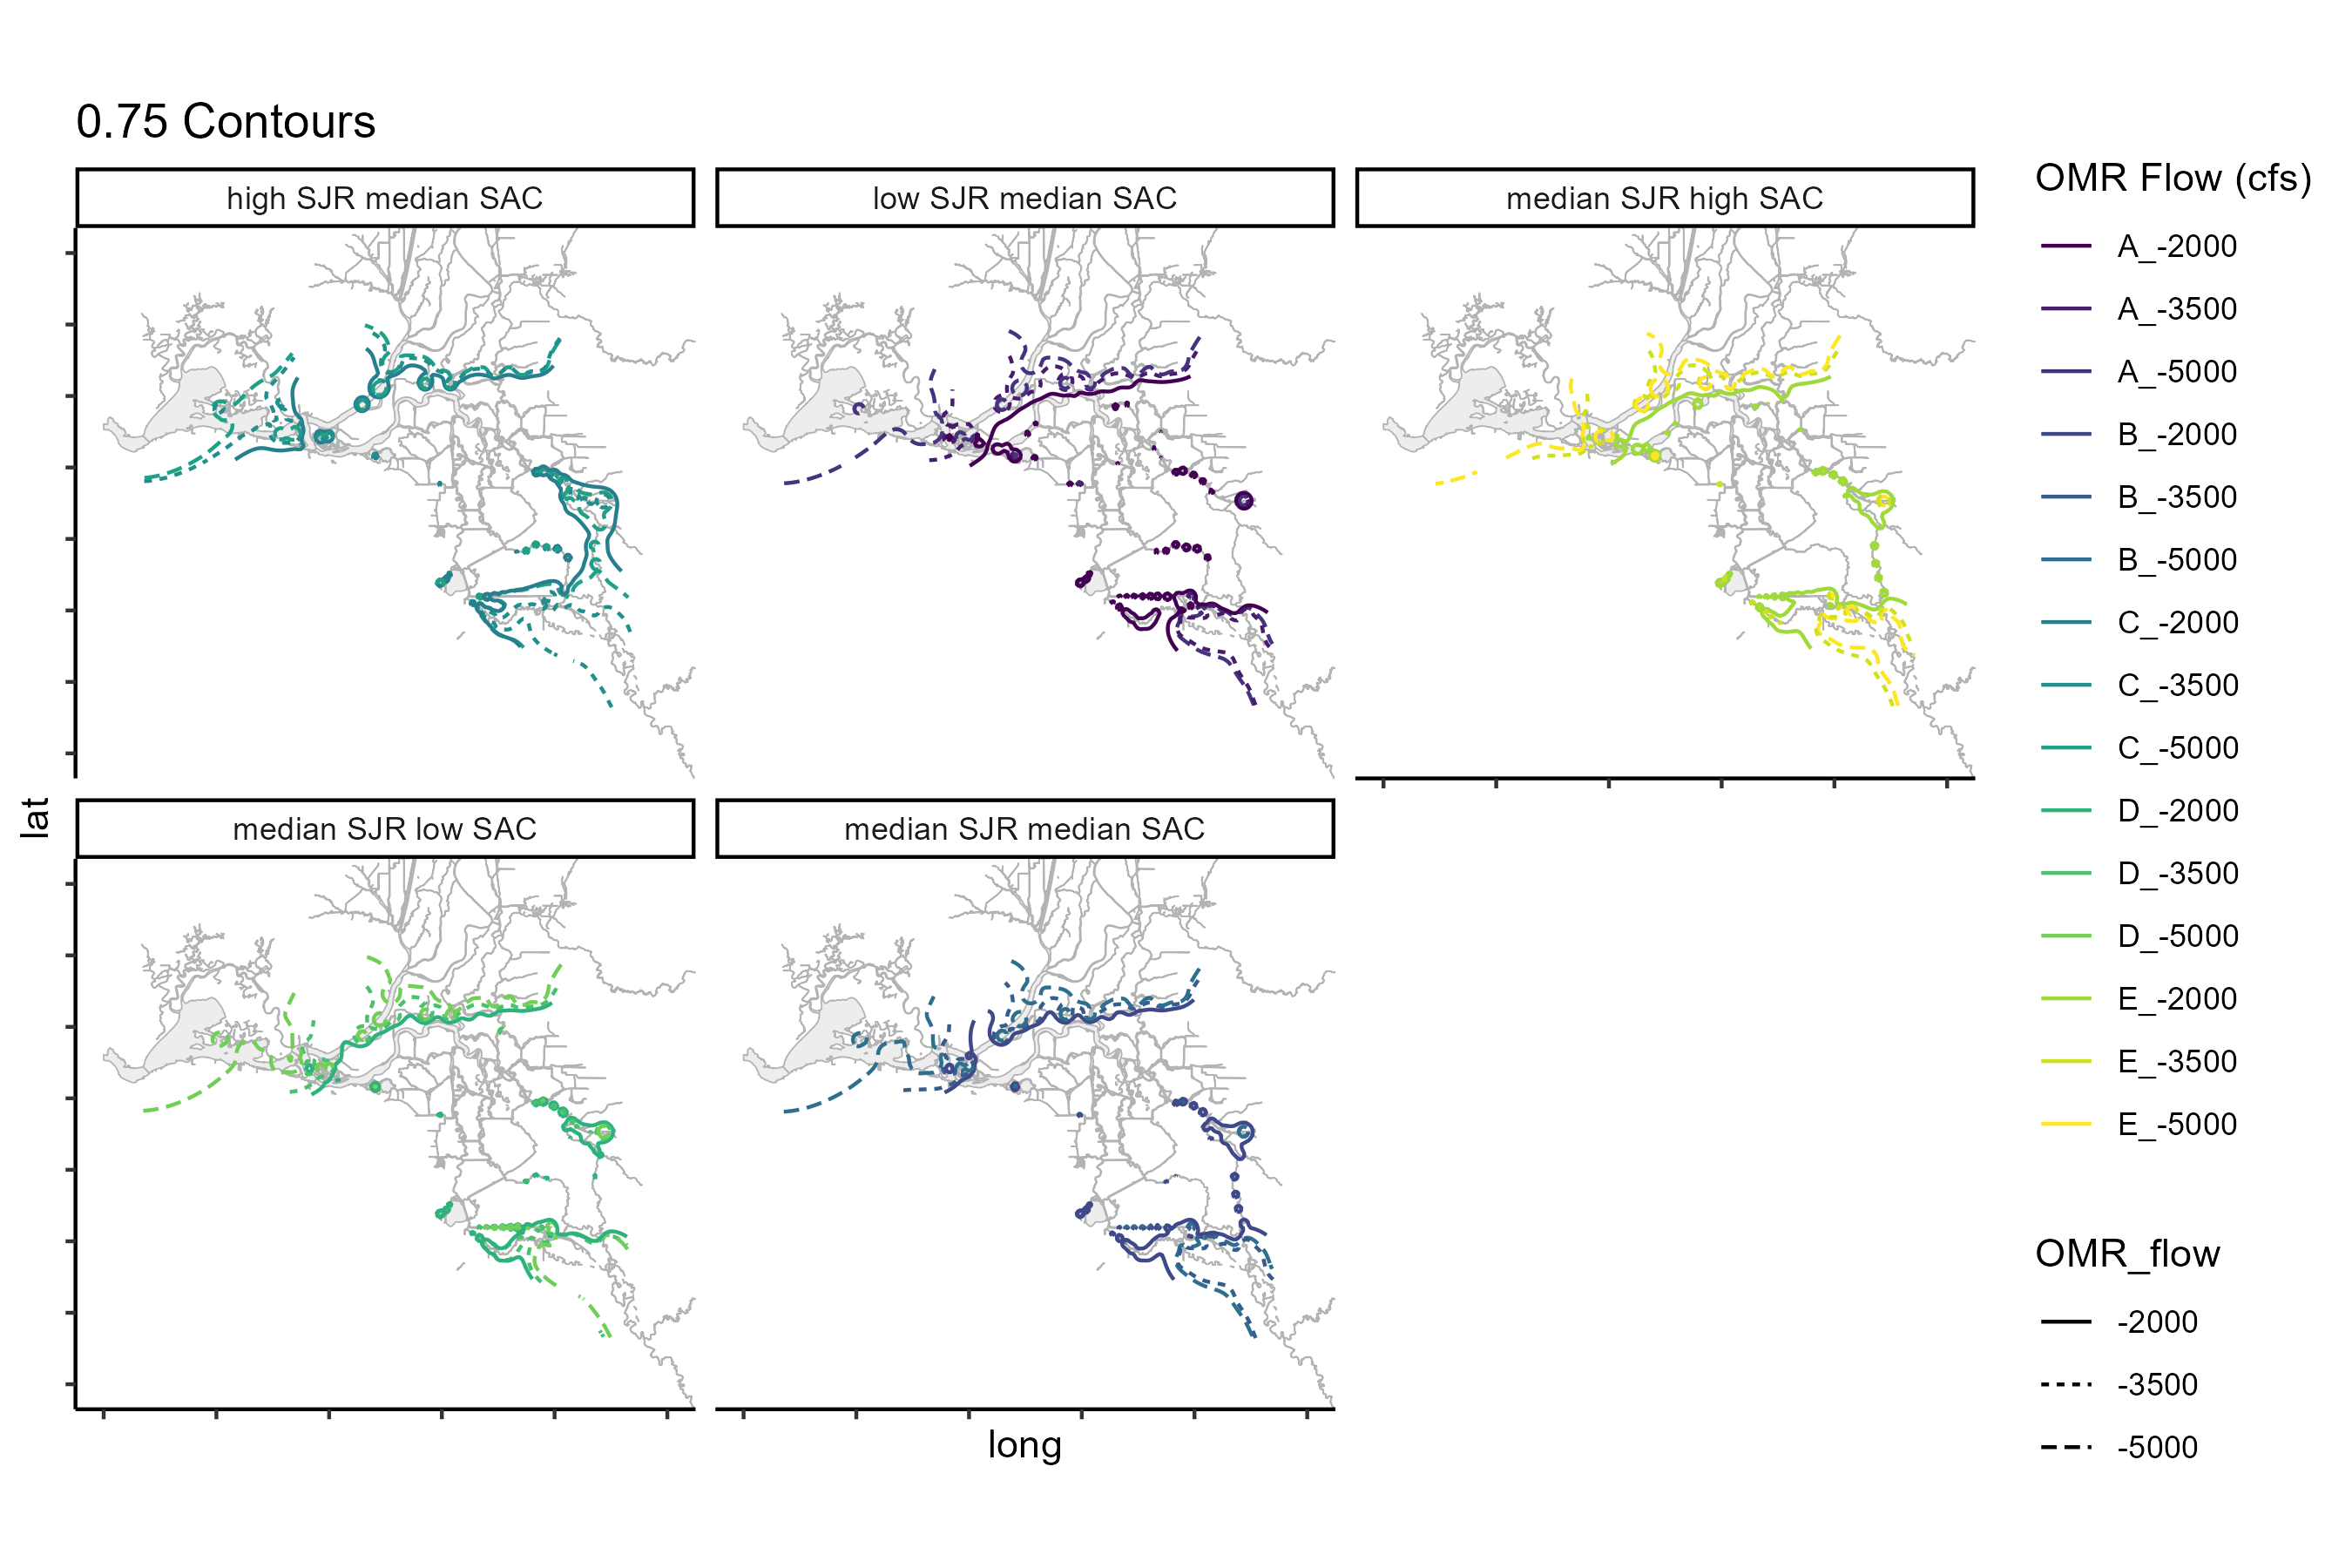 0.75 Contours
high SJR median SAC
low SJR median SAC
median SJR high SAC
median SJR low SAC
median SJR median SAC
lat
long
OMR Flow (cfs)
A_-2000
A_-3500
A_-5000
B_-2000
B_-3500
B_-5000
C_-2000
C_-3500
C_-5000
D_-2000
D_-3500
D_-5000
E_-2000
E_-3500
E_-5000
OMR_flow
-2000
-3500
-5000